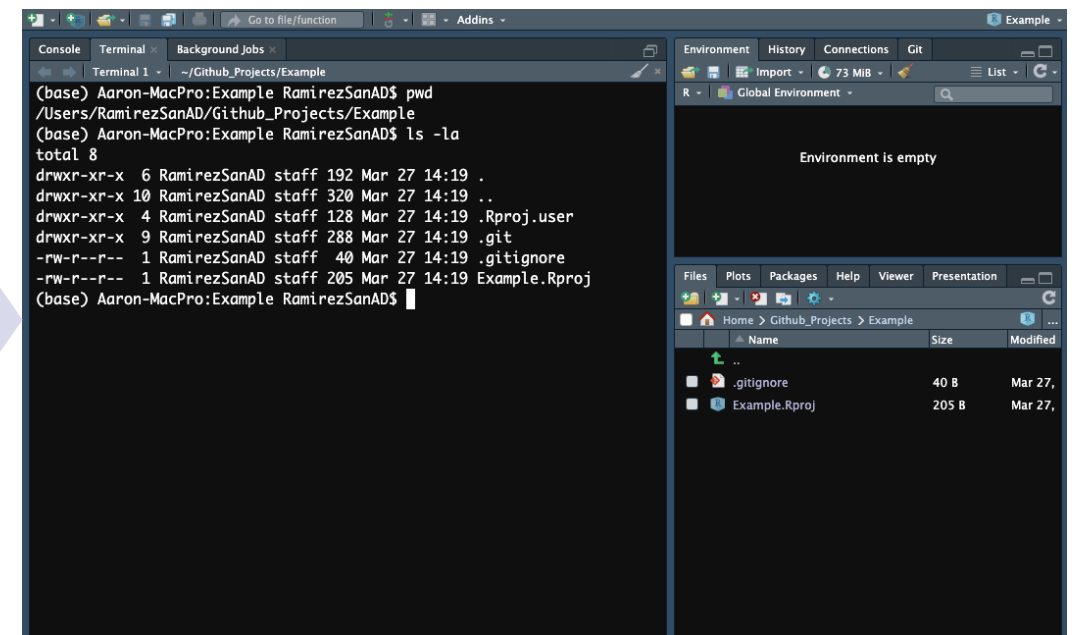 Go to file/function
Addins
Example
Console Terminal Background Jobs
Terminal 1 ~/Github_Projects/Example
(base) Aaron-MacPro:Example RamirezSanAD$ pwd
/Users/RamirezSanAD/Github_Projects/Example
(base) Aaron-MacPro:Example RamirezSanAD$ ls -la
total 8
drwxr-xr-x  6 RamirezSanAD staff 192 Mar 27 14:19 .
drwxr-xr-x 10 RamirezSanAD staff 320 Mar 27 14:19 ..
drwxr-xr-x  4 RamirezSanAD staff 128 Mar 27 14:19 .Rproj.user
drwxr-xr-x  9 RamirezSanAD staff 288 Mar 27 14:19 .git
-rw-r--r--  1 RamirezSanAD staff  40 Mar 27 14:19 .gitignore
-rw-r--r--  1 RamirezSanAD staff 205 Mar 27 14:19 Example.Rproj
(base) Aaron-MacPro:Example RamirezSanAD$
Environment History Connections Git
Import 73 MiB List
R Global Environment
Environment is empty
Files Plots Packages Help Viewer Presentation
Home > Github_Projects > Example ...
Name Size Modified
..
.gitignore 40 B Mar 27,
Example.Rproj 205 B Mar 27,